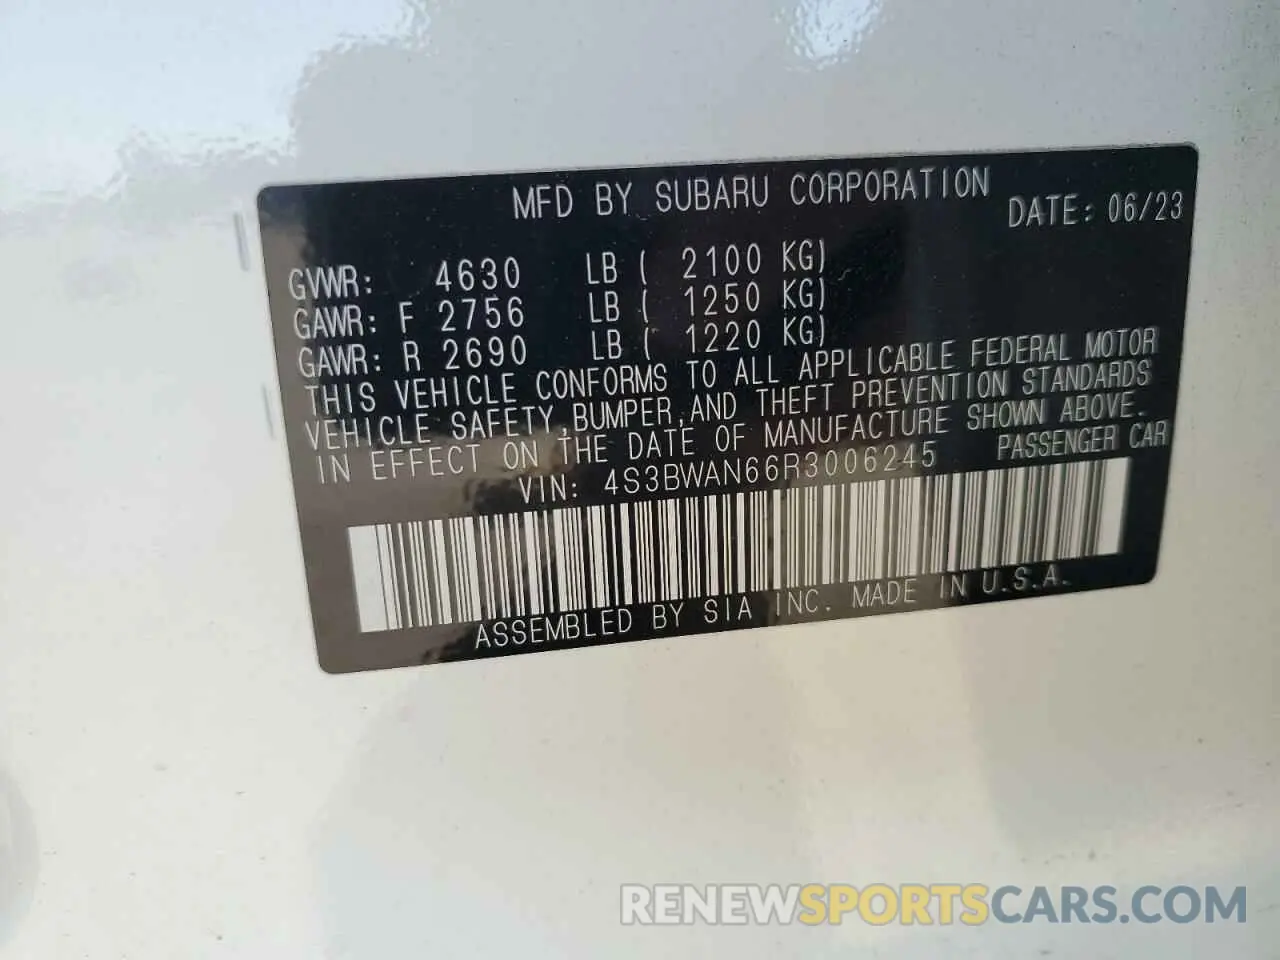 MFD BY SUBARU CORPORATION
DATE: 06/23
GVWR: 4630 LB ( 2100 KG)
GAWR: F 2756 LB ( 1250 KG)
GAWR: R 2690 LB ( 1220 KG)
THIS VEHICLE CONFORMS TO ALL APPLICABLE FEDERAL MOTOR
VEHICLE SAFETY,BUMPER,AND THEFT PREVENTION STANDARDS
IN EFFECT ON THE DATE OF MANUFACTURE SHOWN ABOVE.
VIN: 4S3BWAN66R3006245 PASSENGER CAR
ASSEMBLED BY SIA INC. MADE IN U.S.A.
RENEWSPORTSCARS.COM